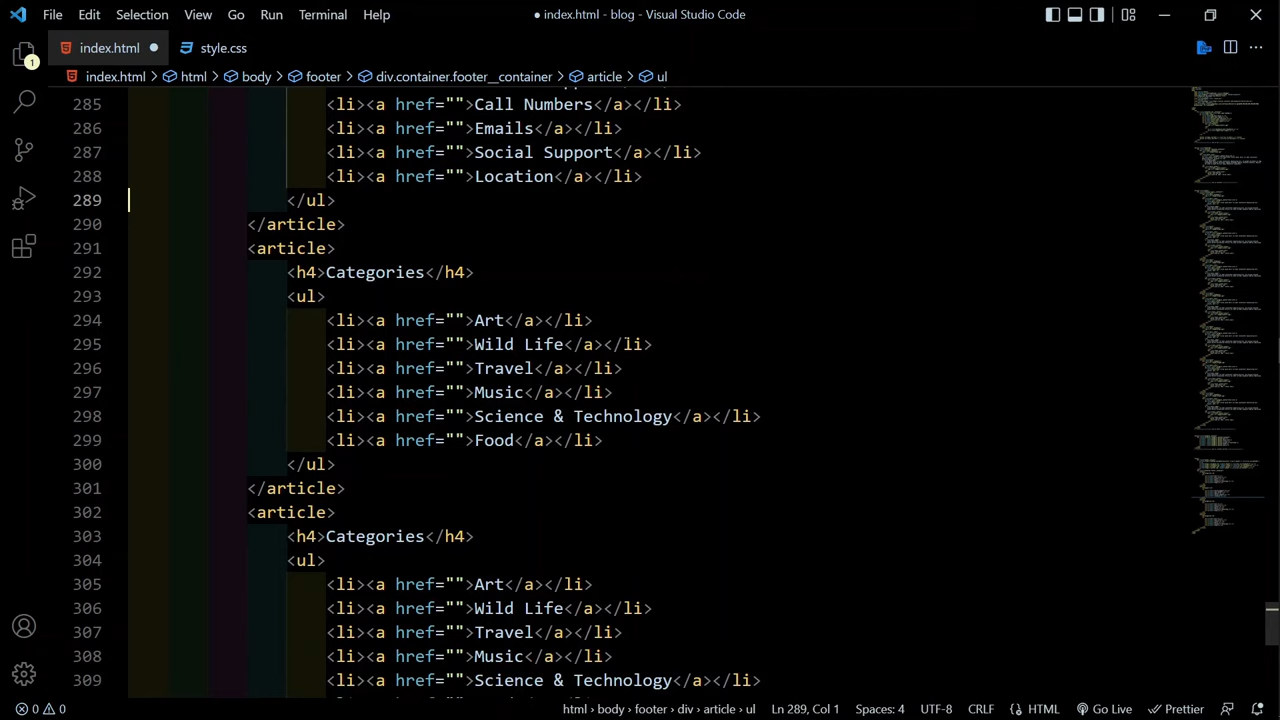 File Edit Selection View Go Run Terminal Help ● index.html - blog - Visual Studio Code
index.html ● style.css
index.html > html > body > footer > div.container.footer__container > article > ul
285 <li><a href="">Call Numbers</a></li>
286 <li><a href="">Emails</a></li>
287 <li><a href="">Social Support</a></li>
288 <li><a href="">Location</a></li>
289 </ul>
290 </article>
291 <article>
292 <h4>Categories</h4>
293 <ul>
294 <li><a href="">Art</a></li>
295 <li><a href="">Wild Life</a></li>
296 <li><a href="">Travel</a></li>
297 <li><a href="">Music</a></li>
298 <li><a href="">Science & Technology</a></li>
299 <li><a href="">Food</a></li>
300 </ul>
301 </article>
302 <article>
303 <h4>Categories</h4>
304 <ul>
305 <li><a href="">Art</a></li>
306 <li><a href="">Wild Life</a></li>
307 <li><a href="">Travel</a></li>
308 <li><a href="">Music</a></li>
309 <li><a href="">Science & Technology</a></li>
1
0 0 html > body > footer > div > article > ul Ln 289, Col 1 Spaces: 4 UTF-8 CRLF {} HTML Go Live Prettier